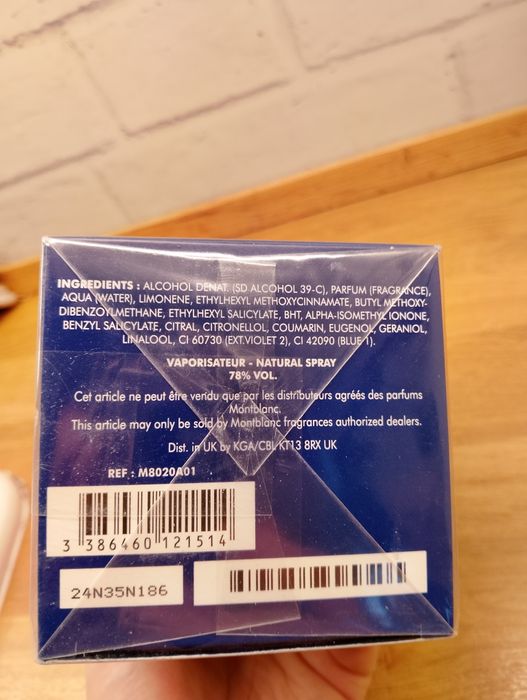 INGREDIENTS : ALCOHOL DENAT. (SD ALCOHOL 39-C), PARFUM (FRAGRANCE),
AQUA (WATER), LIMONENE, ETHYLHEXYL METHOXYCINNAMATE, BUTYL METHOXY-
DIBENZOYLMETHANE, ETHYLHEXYL SALICYLATE, BHT, ALPHA-ISOMETHYL IONONE,
BENZYL SALICYLATE, CITRAL, CITRONELLOL, COUMARIN, EUGENOL, GERANIOL,
LINALOOL, CI 60730 (EXT.VIOLET 2), CI 42090 (BLUE 1).
VAPORISATEUR - NATURAL SPRAY
78% VOL.
Cet article ne peut être vendu que par les distributeurs agréés des parfums
Montblanc.
This article may only be sold by Montblanc fragrances authorized dealers.
Dist. in UK by KGA/CBL KT13 8RX UK
REF : M8020A01
3 386460 121514
24N35N186